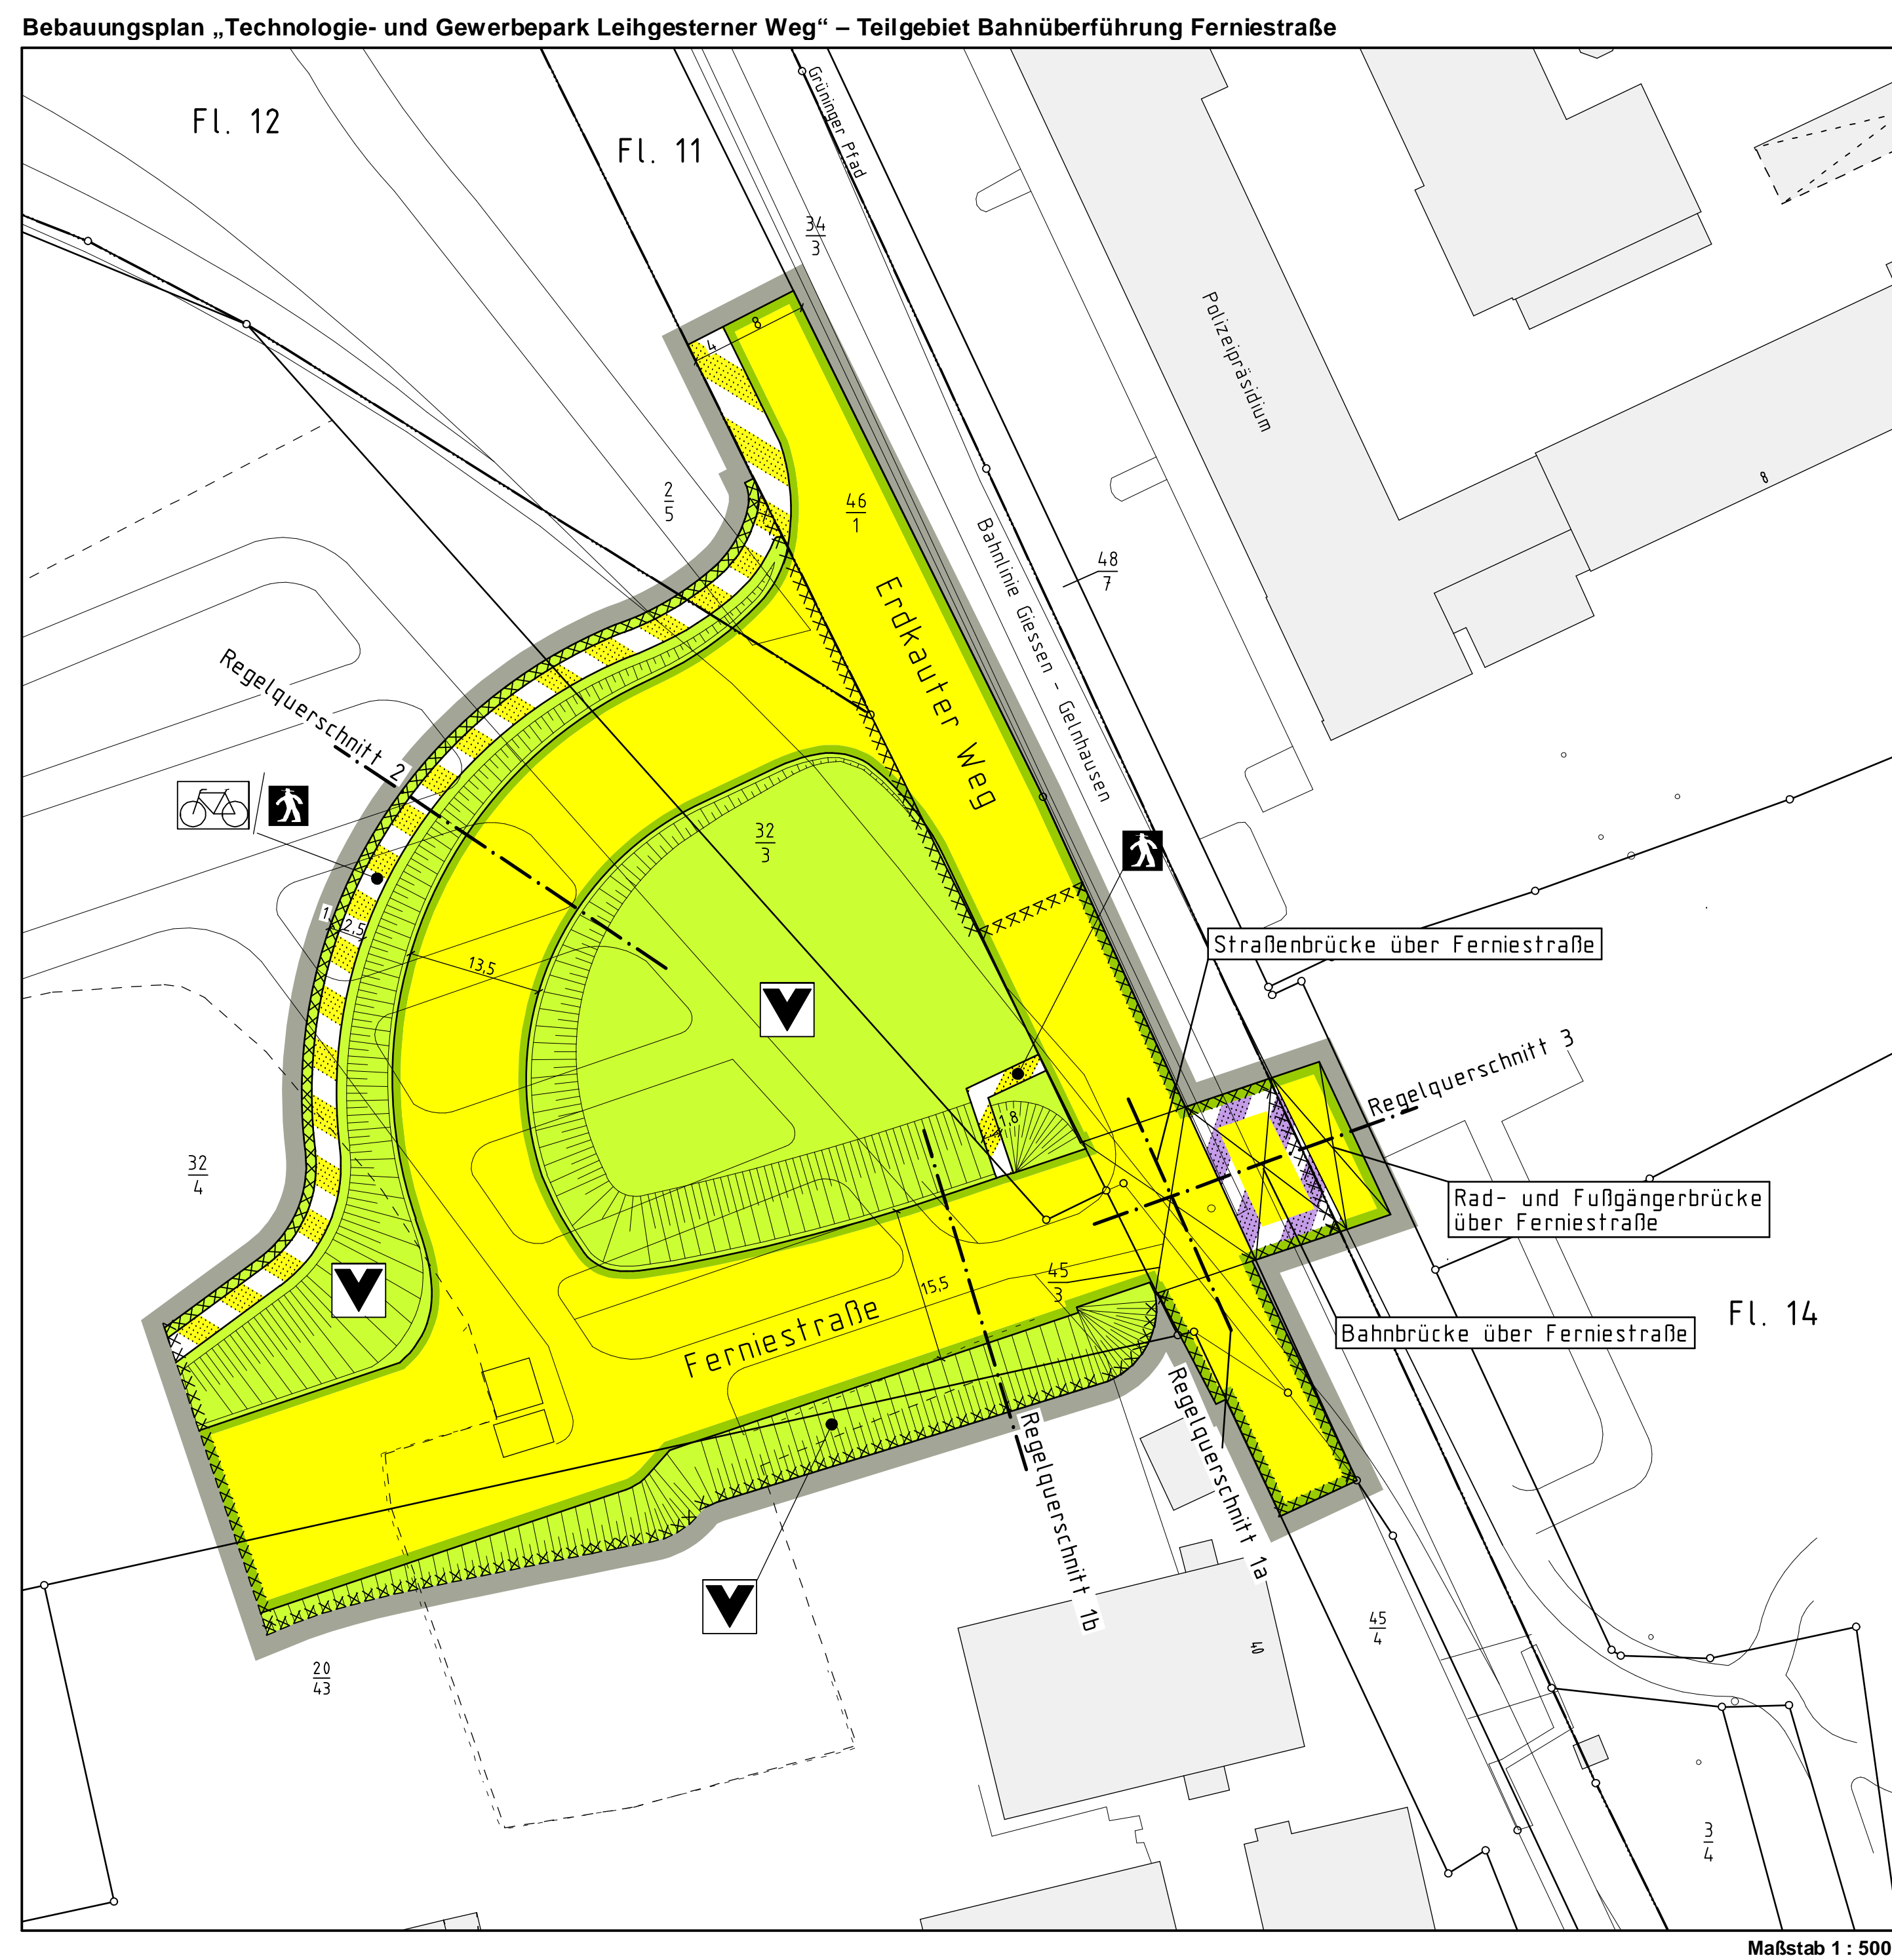 Bebauungsplan „Technologie- und Gewerbepark Leihgesterner Weg“ – Teilgebiet Bahnüberführung Ferniestraße
Fl. 12
Fl. 11
Grüninger Pfad
34
3
Polizeipräsidium
8
4
8
2
5
46
1
48
7
Bahnlinie Giessen - Gelnhausen
Erdkauter Weg
Regelquerschnitt 2
32
3
1
2,5
13,5
Straßenbrücke über Ferniestraße
Regelquerschnitt 3
1,8
32
4
Rad- und Fußgängerbrücke
über Ferniestraße
45
3
15,5
Ferniestraße
Bahnbrücke über Ferniestraße
Fl. 14
Regelquerschnitt 1a
Regelquerschnitt 1b
40
45
4
20
43
3
4
Maßstab 1 : 500